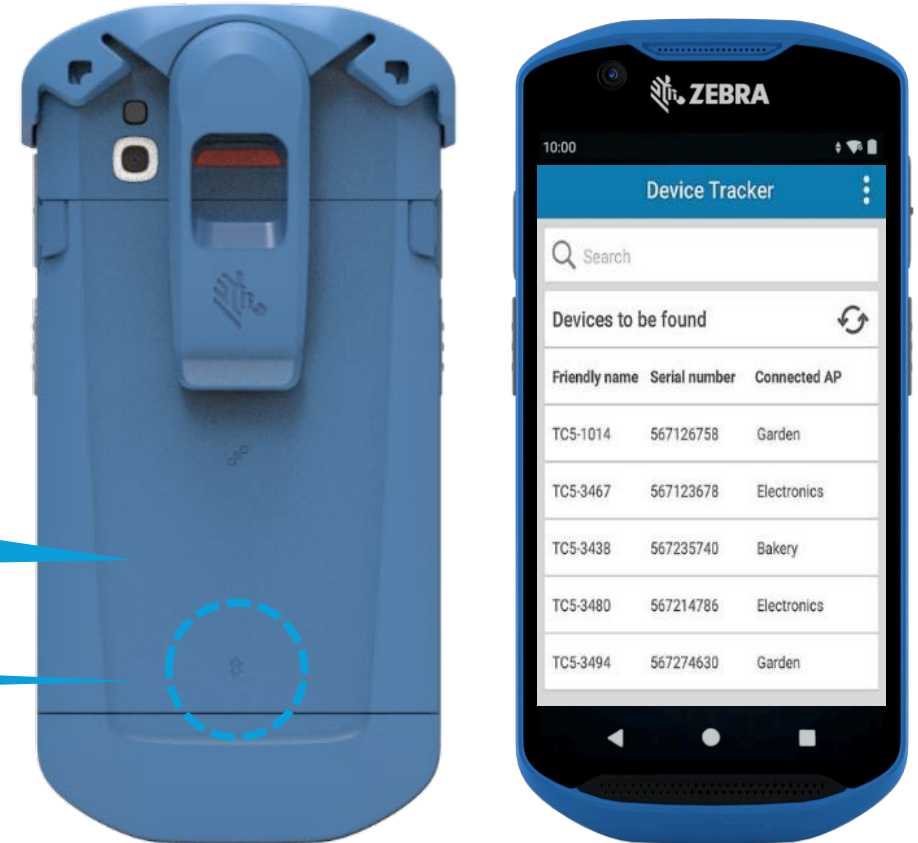 ZEBRA
10:00
Device Tracker
Search
Devices to be found
Friendly name Serial number Connected AP
TC5-1014 567126758 Garden
TC5-3467 567123678 Electronics
TC5-3438 567235740 Bakery
TC5-3480 567214786 Electronics
TC5-3494 567274630 Garden